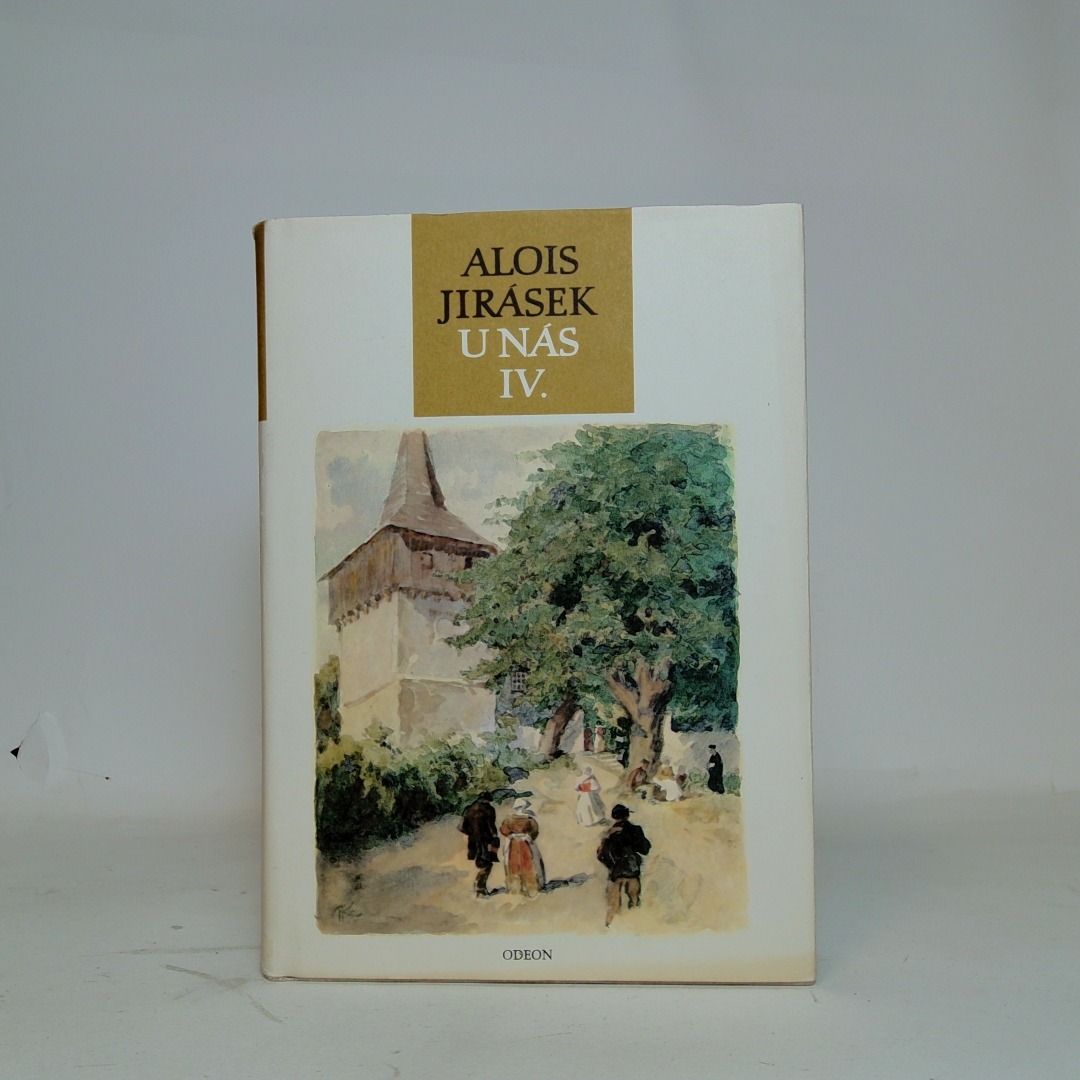 ALOIS
JIRÁSEK
U NÁS
IV.
ODEON